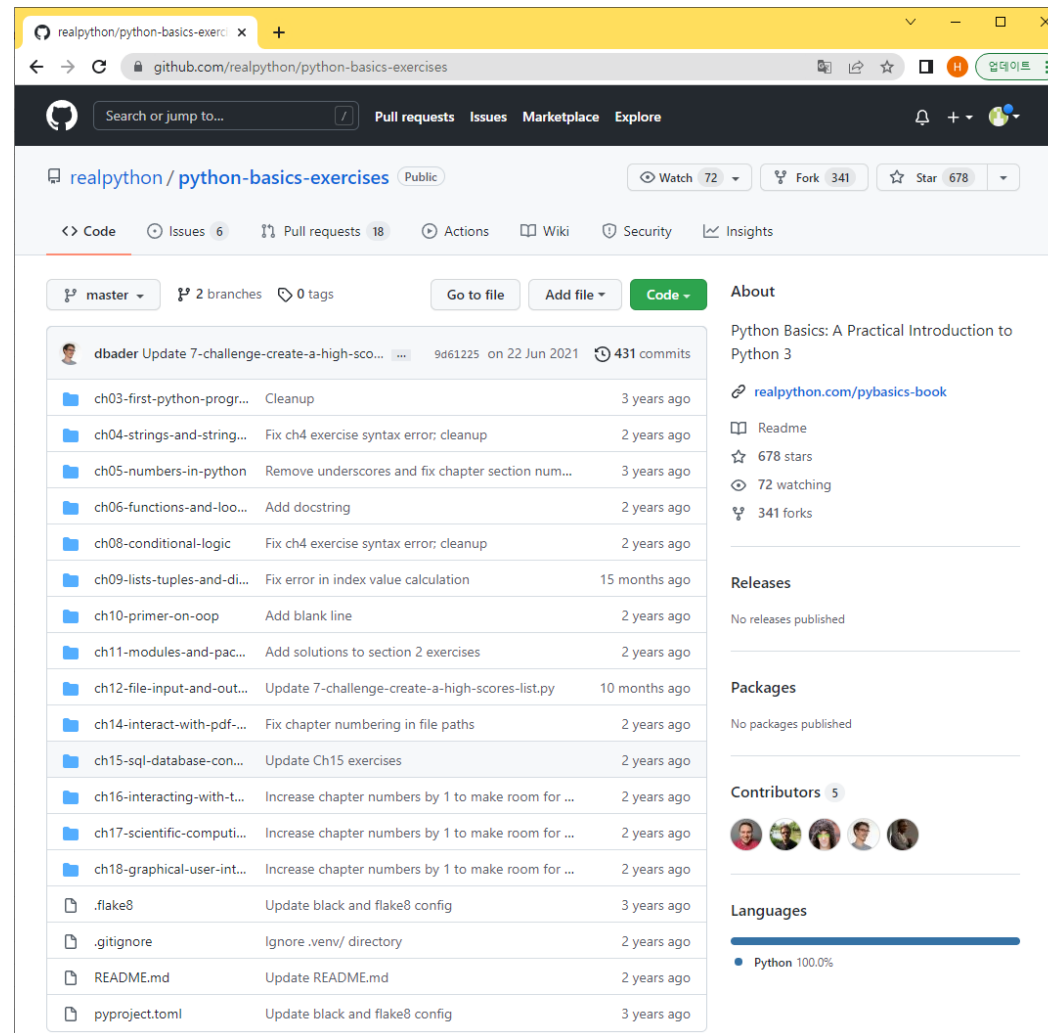 realpython/python-basics-exerci
github.com/realpython/python-basics-exercises
H 업데이트
Search or jump to... / Pull requests Issues Marketplace Explore
realpython / python-basics-exercises Public Watch 72 Fork 341 Star 678
<> Code Issues 6 Pull requests 18 Actions Wiki Security Insights
master 2 branches 0 tags Go to file Add file Code
dbader Update 7-challenge-create-a-high-sco... ... 9d61225 on 22 Jun 2021 431 commits
ch03-first-python-progr... Cleanup 3 years ago
ch04-strings-and-string... Fix ch4 exercise syntax error; cleanup 2 years ago
ch05-numbers-in-python Remove underscores and fix chapter section num... 3 years ago
ch06-functions-and-loo... Add docstring 2 years ago
ch08-conditional-logic Fix ch4 exercise syntax error; cleanup 2 years ago
ch09-lists-tuples-and-di... Fix error in index value calculation 15 months ago
ch10-primer-on-oop Add blank line 2 years ago
ch11-modules-and-pac... Add solutions to section 2 exercises 2 years ago
ch12-file-input-and-out... Update 7-challenge-create-a-high-scores-list.py 10 months ago
ch14-interact-with-pdf-... Fix chapter numbering in file paths 2 years ago
ch15-sql-database-con... Update Ch15 exercises 2 years ago
ch16-interacting-with-t... Increase chapter numbers by 1 to make room for ... 2 years ago
ch17-scientific-computi... Increase chapter numbers by 1 to make room for ... 2 years ago
ch18-graphical-user-int... Increase chapter numbers by 1 to make room for ... 2 years ago
.flake8 Update black and flake8 config 3 years ago
.gitignore Ignore .venv/ directory 2 years ago
README.md Update README.md 2 years ago
pyproject.toml Update black and flake8 config 3 years ago
About
Python Basics: A Practical Introduction to
Python 3
realpython.com/pybasics-book
Readme
678 stars
72 watching
341 forks
Releases
No releases published
Packages
No packages published
Contributors 5
Languages
Python 100.0%